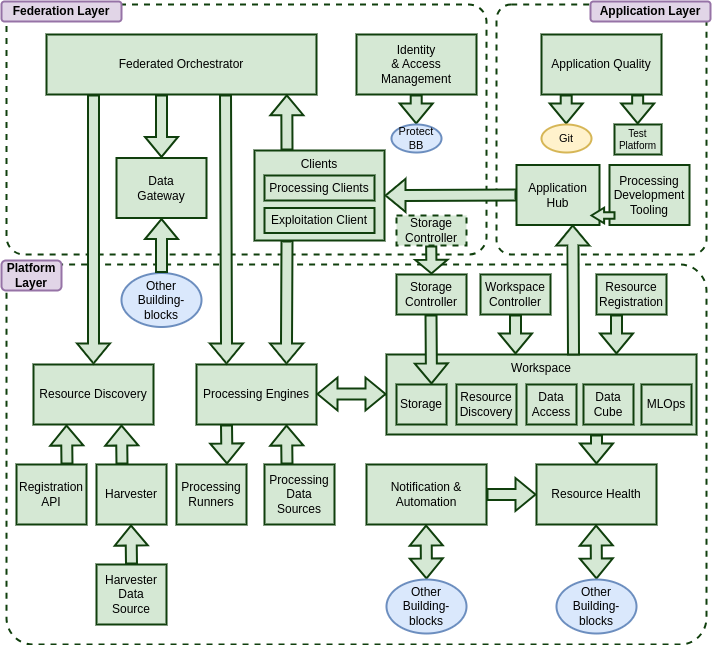 Federation Layer
Application Layer
Federated Orchestrator
Identity
& Access
Management
Application Quality
Protect
BB
Git
Test
Platform
Data
Gateway
Clients
Processing Clients
Exploitation Client
Application
Hub
Processing
Development
Tooling
Storage
Controller
Platform
Layer
Other
Building-
blocks
Storage
Controller
Workspace
Controller
Resource
Registration
Resource Discovery
Processing Engines
Workspace
Storage
Resource
Discovery
Data
Access
Data
Cube
MLOps
Registration
API
Harvester
Processing
Runners
Processing
Data
Sources
Notification &
Automation
Resource Health
Harvester
Data
Source
Other
Building-
blocks
Other
Building-
blocks